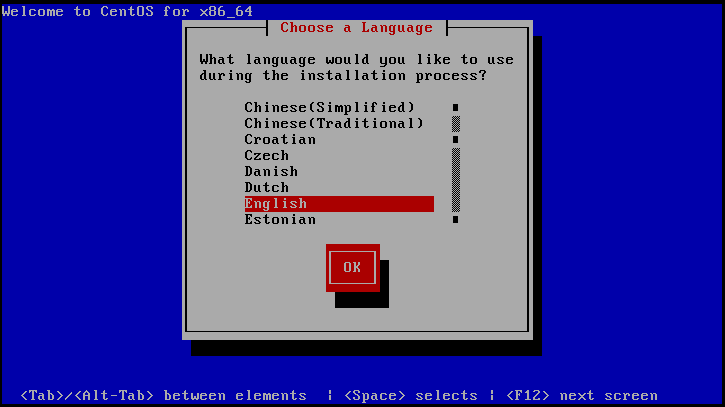 Welcome to CentOS for x86_64
Choose a Language
What language would you like to use
during the installation process?
Chinese(Simplified)
Chinese(Traditional)
Croatian
Czech
Danish
Dutch
English
Estonian
OK
<Tab>/<Alt-Tab> between elements | <Space> selects | <F12> next screen